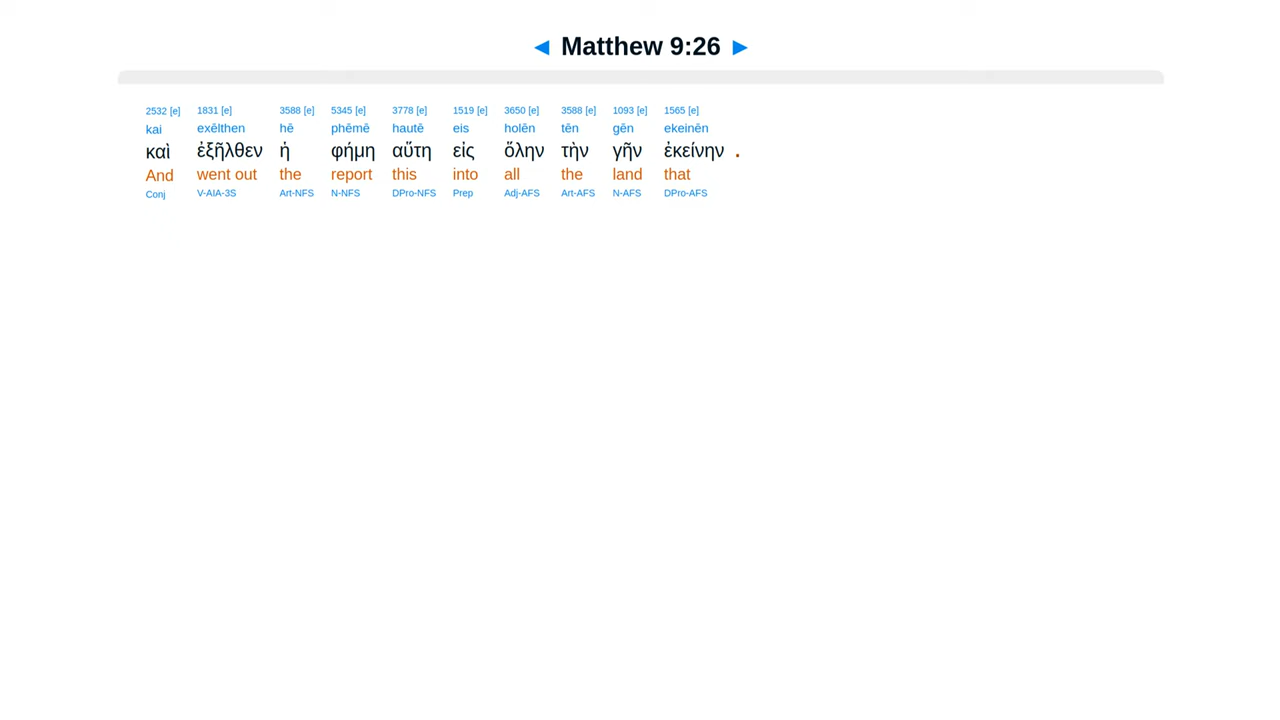 ◄ Matthew 9:26 ►
2532 [e] 1831 [e] 3588 [e] 5345 [e] 3778 [e] 1519 [e] 3650 [e] 3588 [e] 1093 [e] 1565 [e]
kai exēlthen hē phēmē hautē eis holēn tēn gēn ekeinēn
καὶ ἐξῆλθεν ἡ φήμη αὕτη εἰς ὅλην τὴν γῆν ἐκείνην .
And went out the report this into all the land that
Conj V-AIA-3S Art-NFS N-NFS DPro-NFS Prep Adj-AFS Art-AFS N-AFS DPro-AFS